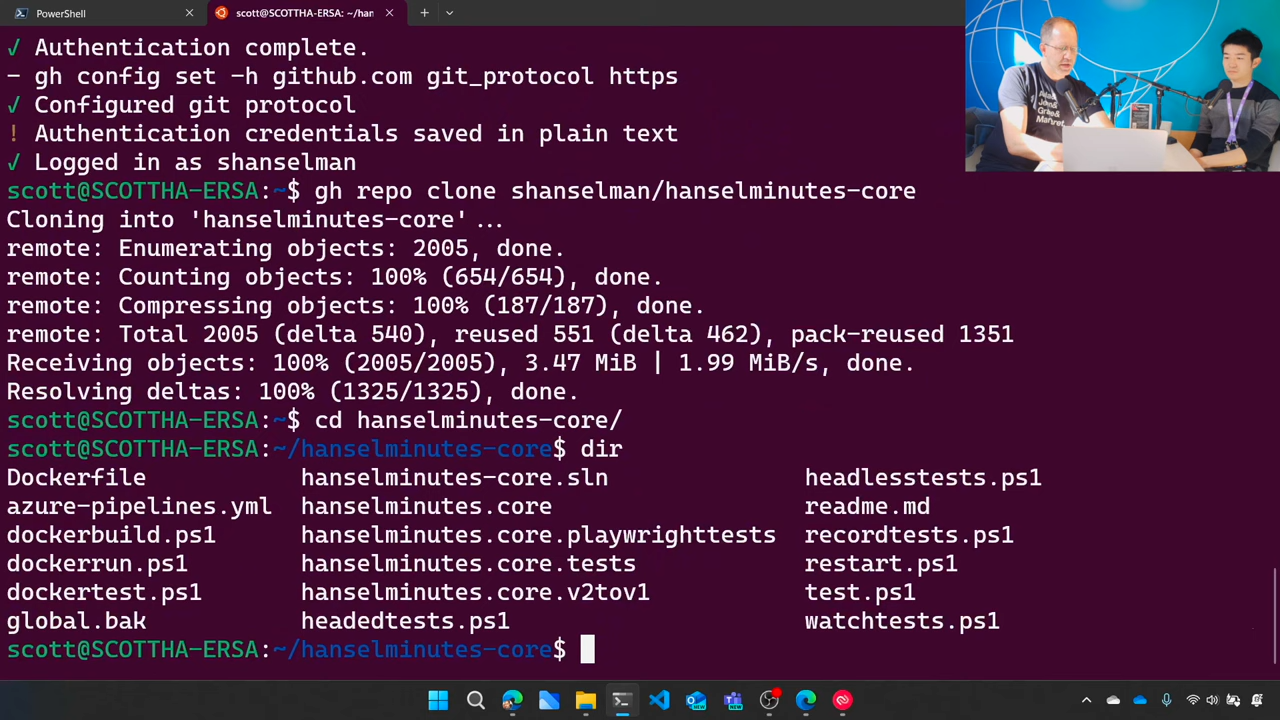 PowerShell
scott@SCOTTHA-ERSA: ~/han
✓ Authentication complete.
- gh config set -h github.com git_protocol https
✓ Configured git protocol
! Authentication credentials saved in plain text
✓ Logged in as shanselman
scott@SCOTTHA-ERSA:~$ gh repo clone shanselman/hanselminutes-core
Cloning into 'hanselminutes-core'...
remote: Enumerating objects: 2005, done.
remote: Counting objects: 100% (654/654), done.
remote: Compressing objects: 100% (187/187), done.
remote: Total 2005 (delta 540), reused 551 (delta 462), pack-reused 1351
Receiving objects: 100% (2005/2005), 3.47 MiB | 1.99 MiB/s, done.
Resolving deltas: 100% (1325/1325), done.
scott@SCOTTHA-ERSA:~$ cd hanselminutes-core/
scott@SCOTTHA-ERSA:~/hanselminutes-core$ dir
Dockerfile hanselminutes-core.sln headlesstests.ps1
azure-pipelines.yml hanselminutes.core readme.md
dockerbuild.ps1 hanselminutes.core.playwrighttests recordtests.ps1
dockerrun.ps1 hanselminutes.core.tests restart.ps1
dockertest.ps1 hanselminutes.core.v2tov1 test.ps1
global.bak headedtests.ps1 watchtests.ps1
scott@SCOTTHA-ERSA:~/hanselminutes-core$